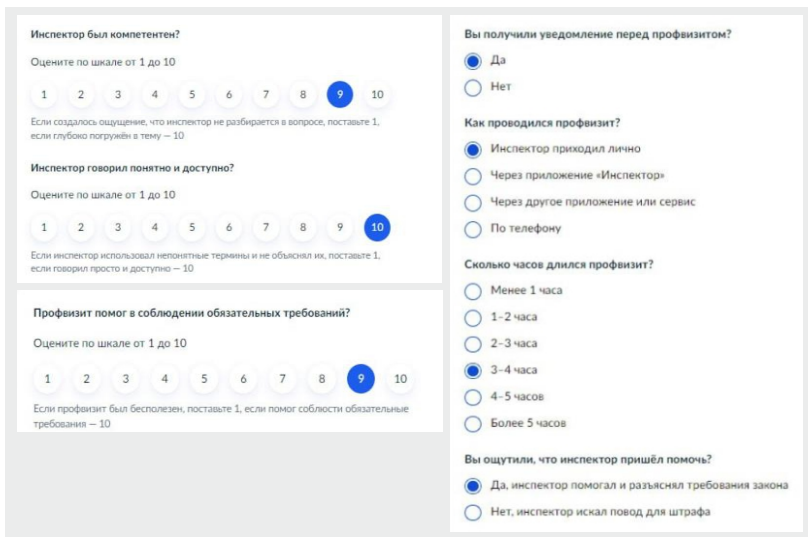 Инспектор был компетентен?
Оцените по шкале от 1 до 10
1 2 3 4 5 6 7 8 9 10
Если создалось ощущение, что инспектор не разбирается в вопросе, поставьте 1,
если глубоко погружён в тему — 10
Инспектор говорил понятно и доступно?
Оцените по шкале от 1 до 10
1 2 3 4 5 6 7 8 9 10
Если инспектор использовал непонятные термины и не объяснял их, поставьте 1,
если говорил просто и доступно — 10
Профвизит помог в соблюдении обязательных требований?
Оцените по шкале от 1 до 10
1 2 3 4 5 6 7 8 9 10
Если профвизит был бесполезен, поставьте 1, если помог соблюсти обязательные
требования — 10
Вы получили уведомление перед профвизитом?
Да
Нет
Как проводился профвизит?
Инспектор приходил лично
Через приложение «Инспектор»
Через другое приложение или сервис
По телефону
Сколько часов длился профвизит?
Менее 1 часа
1–2 часа
2–3 часа
3–4 часа
4–5 часов
Более 5 часов
Вы ощутили, что инспектор пришёл помочь?
Да, инспектор помогал и разъяснял требования закона
Нет, инспектор искал повод для штрафа